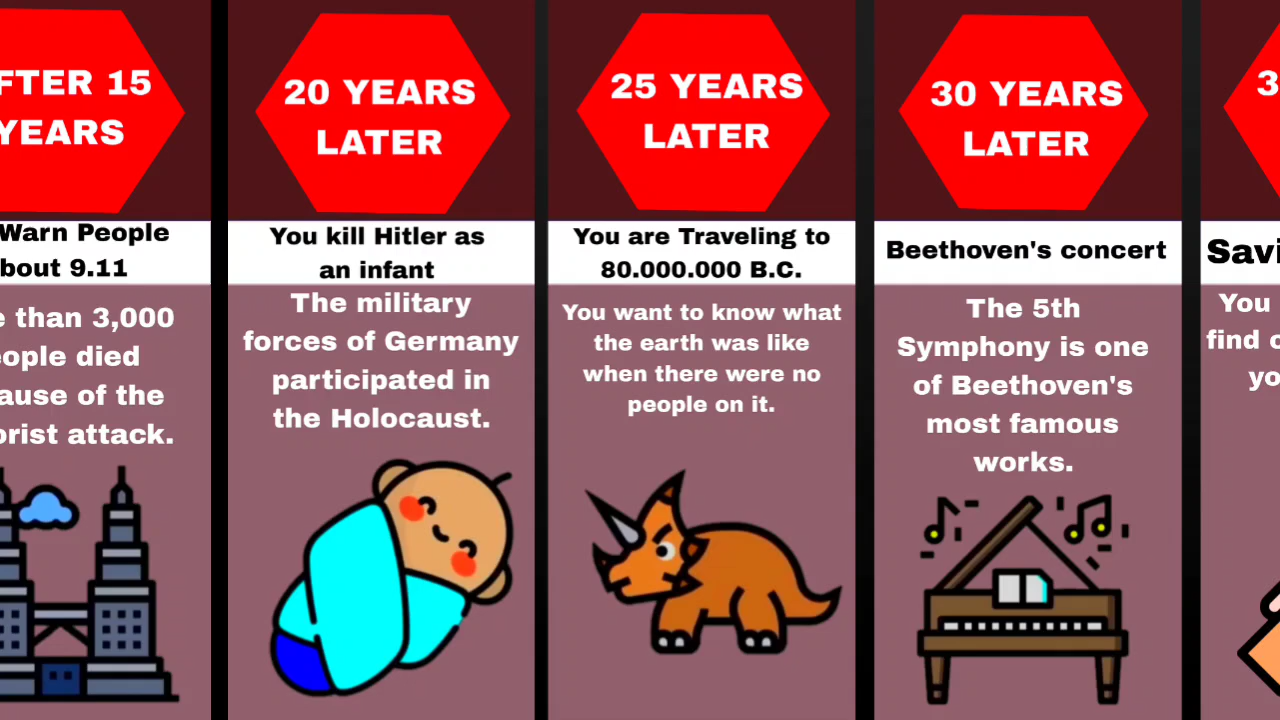 FTER 15
YEARS
Warn People
bout 9.11
e than 3,000
eople died
ause of the
orist attack.
20 YEARS
LATER
You kill Hitler as
an infant
The military
forces of Germany
participated in
the Holocaust.
25 YEARS
LATER
You are Traveling to
80.000.000 B.C.
You want to know what
the earth was like
when there were no
people on it.
30 YEARS
LATER
Beethoven's concert
The 5th
Symphony is one
of Beethoven's
most famous
works.
3
Savi
You
find o
yo